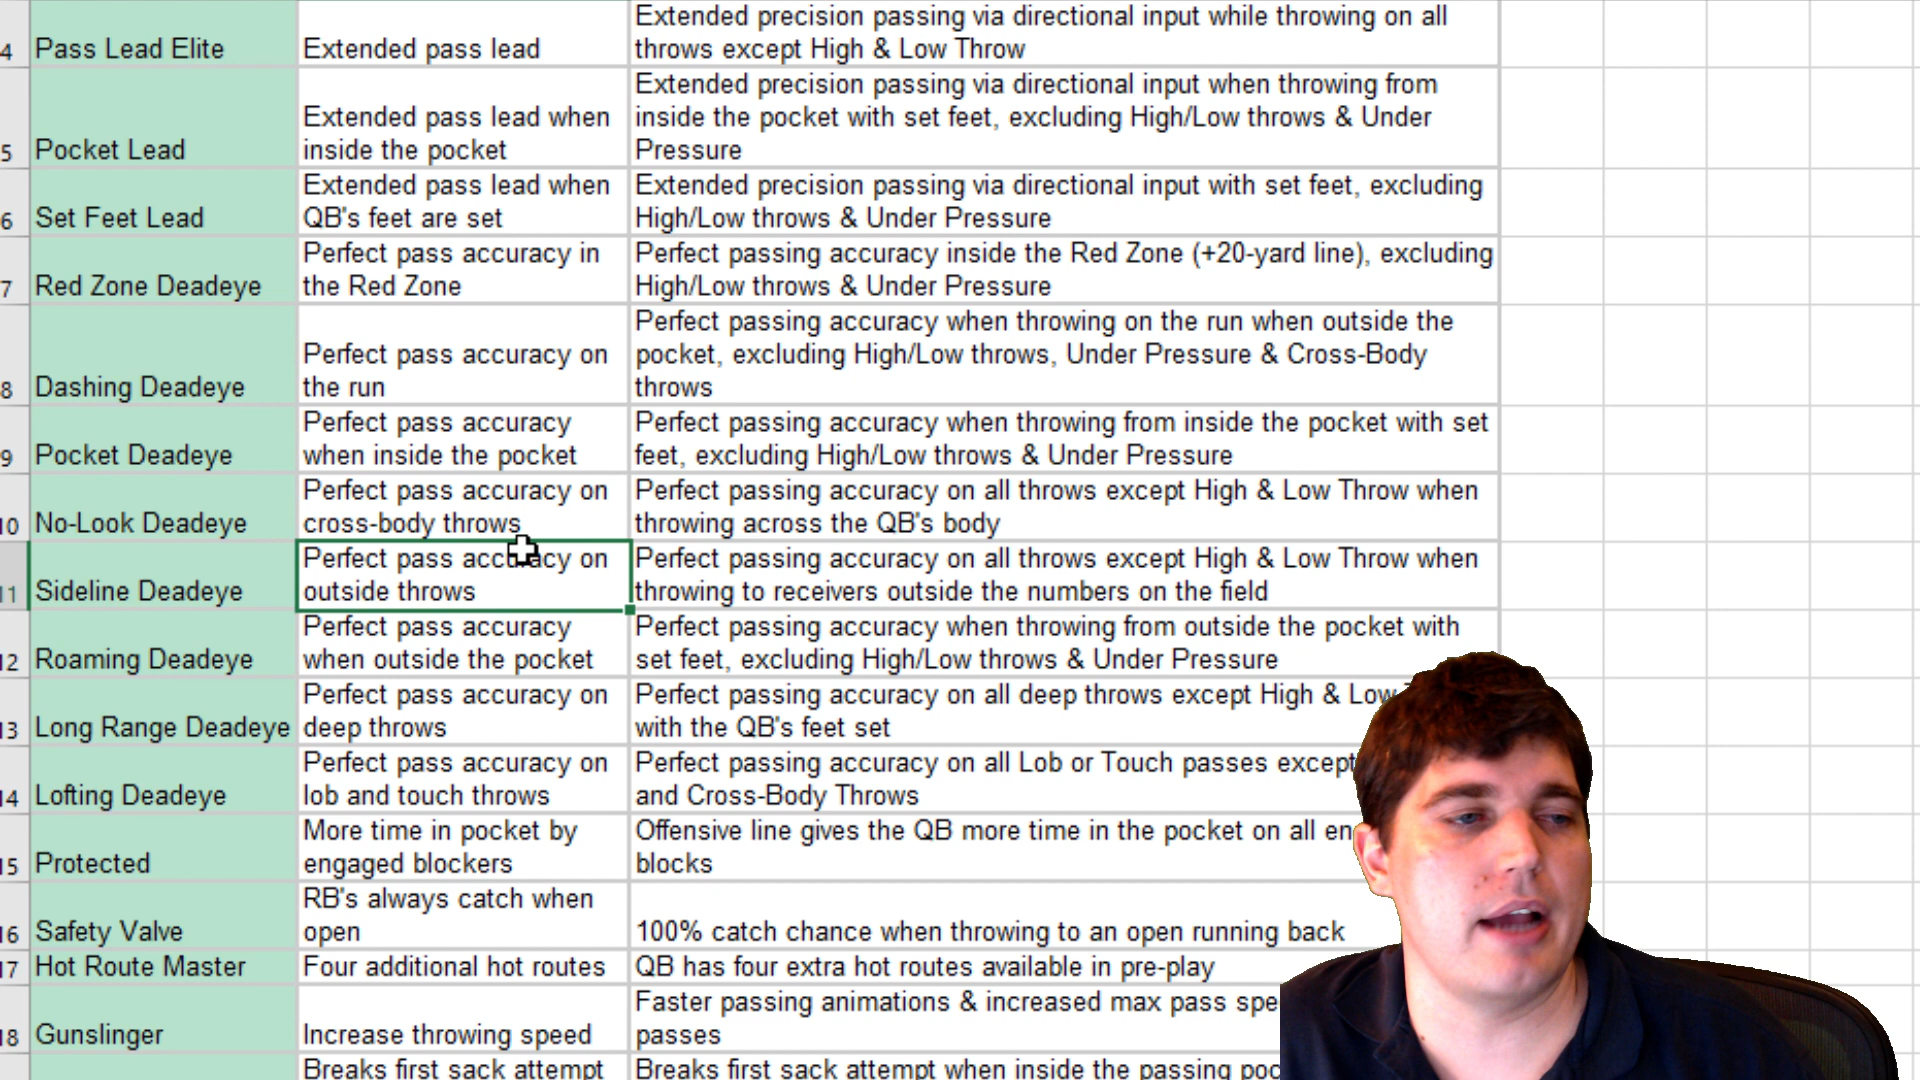 4
Pass Lead Elite
Extended pass lead
Extended precision passing via directional input while throwing on all
throws except High & Low Throw
5
Pocket Lead
Extended pass lead when
inside the pocket
Extended precision passing via directional input when throwing from
inside the pocket with set feet, excluding High/Low throws & Under
Pressure
6
Set Feet Lead
Extended pass lead when
QB's feet are set
Extended precision passing via directional input with set feet, excluding
High/Low throws & Under Pressure
7
Red Zone Deadeye
Perfect pass accuracy in
the Red Zone
Perfect passing accuracy inside the Red Zone (+20-yard line), excluding
High/Low throws & Under Pressure
8
Dashing Deadeye
Perfect pass accuracy on
the run
Perfect passing accuracy when throwing on the run when outside the
pocket, excluding High/Low throws, Under Pressure & Cross-Body
throws
9
Pocket Deadeye
Perfect pass accuracy
when inside the pocket
Perfect passing accuracy when throwing from inside the pocket with set
feet, excluding High/Low throws & Under Pressure
10
No-Look Deadeye
Perfect pass accuracy on
cross-body throws
Perfect passing accuracy on all throws except High & Low Throw when
throwing across the QB's body
11
Sideline Deadeye
Perfect pass accuracy on
outside throws
Perfect passing accuracy on all throws except High & Low Throw when
throwing to receivers outside the numbers on the field
12
Roaming Deadeye
Perfect pass accuracy
when outside the pocket
Perfect passing accuracy when throwing from outside the pocket with
set feet, excluding High/Low throws & Under Pressure
13
Long Range Deadeye
Perfect pass accuracy on
deep throws
Perfect passing accuracy on all deep throws except High & Low
with the QB's feet set
14
Lofting Deadeye
Perfect pass accuracy on
lob and touch throws
Perfect passing accuracy on all Lob or Touch passes except
and Cross-Body Throws
15
Protected
More time in pocket by
engaged blockers
Offensive line gives the QB more time in the pocket on all en
blocks
16
Safety Valve
RB's always catch when
open
100% catch chance when throwing to an open running back
17
Hot Route Master
Four additional hot routes
QB has four extra hot routes available in pre-play
18
Gunslinger
Increase throwing speed
Faster passing animations & increased max pass spe
passes
Breaks first sack attempt
Breaks first sack attempt when inside the passing poc